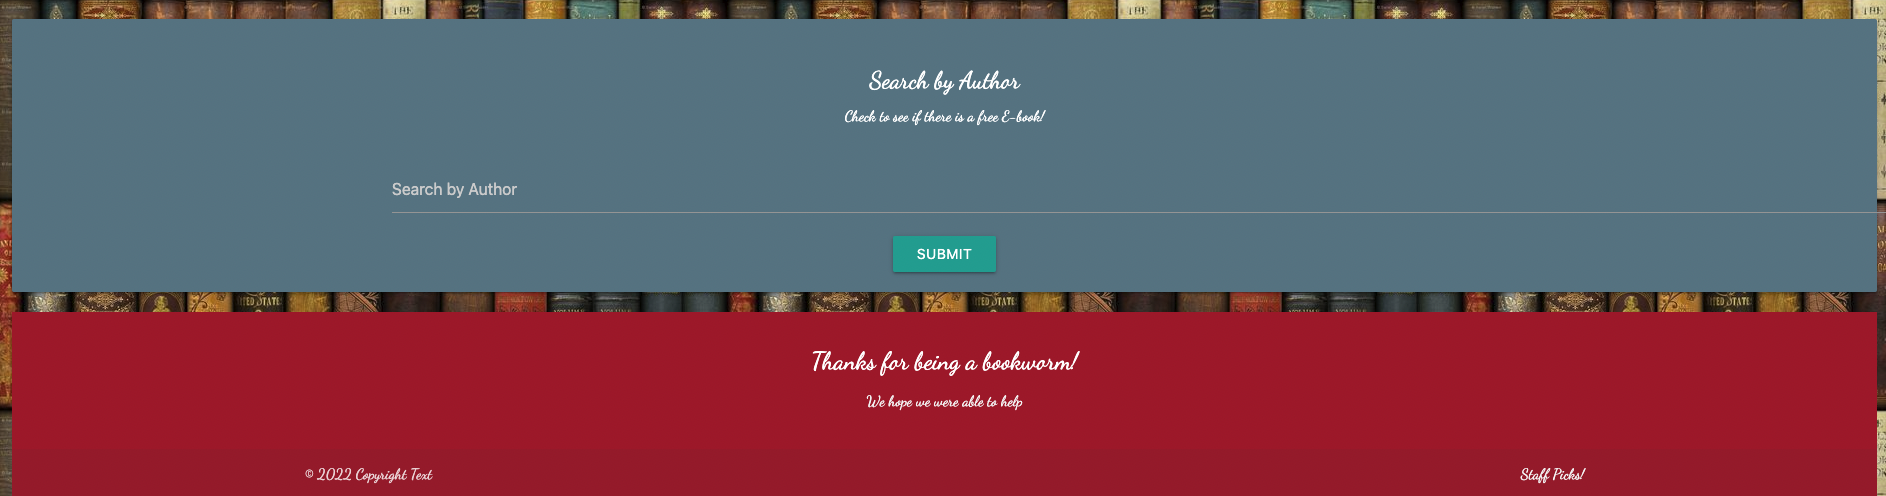 Search by Author
Check to see if there is a free E-book!
Search by Author
SUBMIT
Thanks for being a bookworm!
We hope we were able to help
© 2022 Copyright Text
Staff Picks!